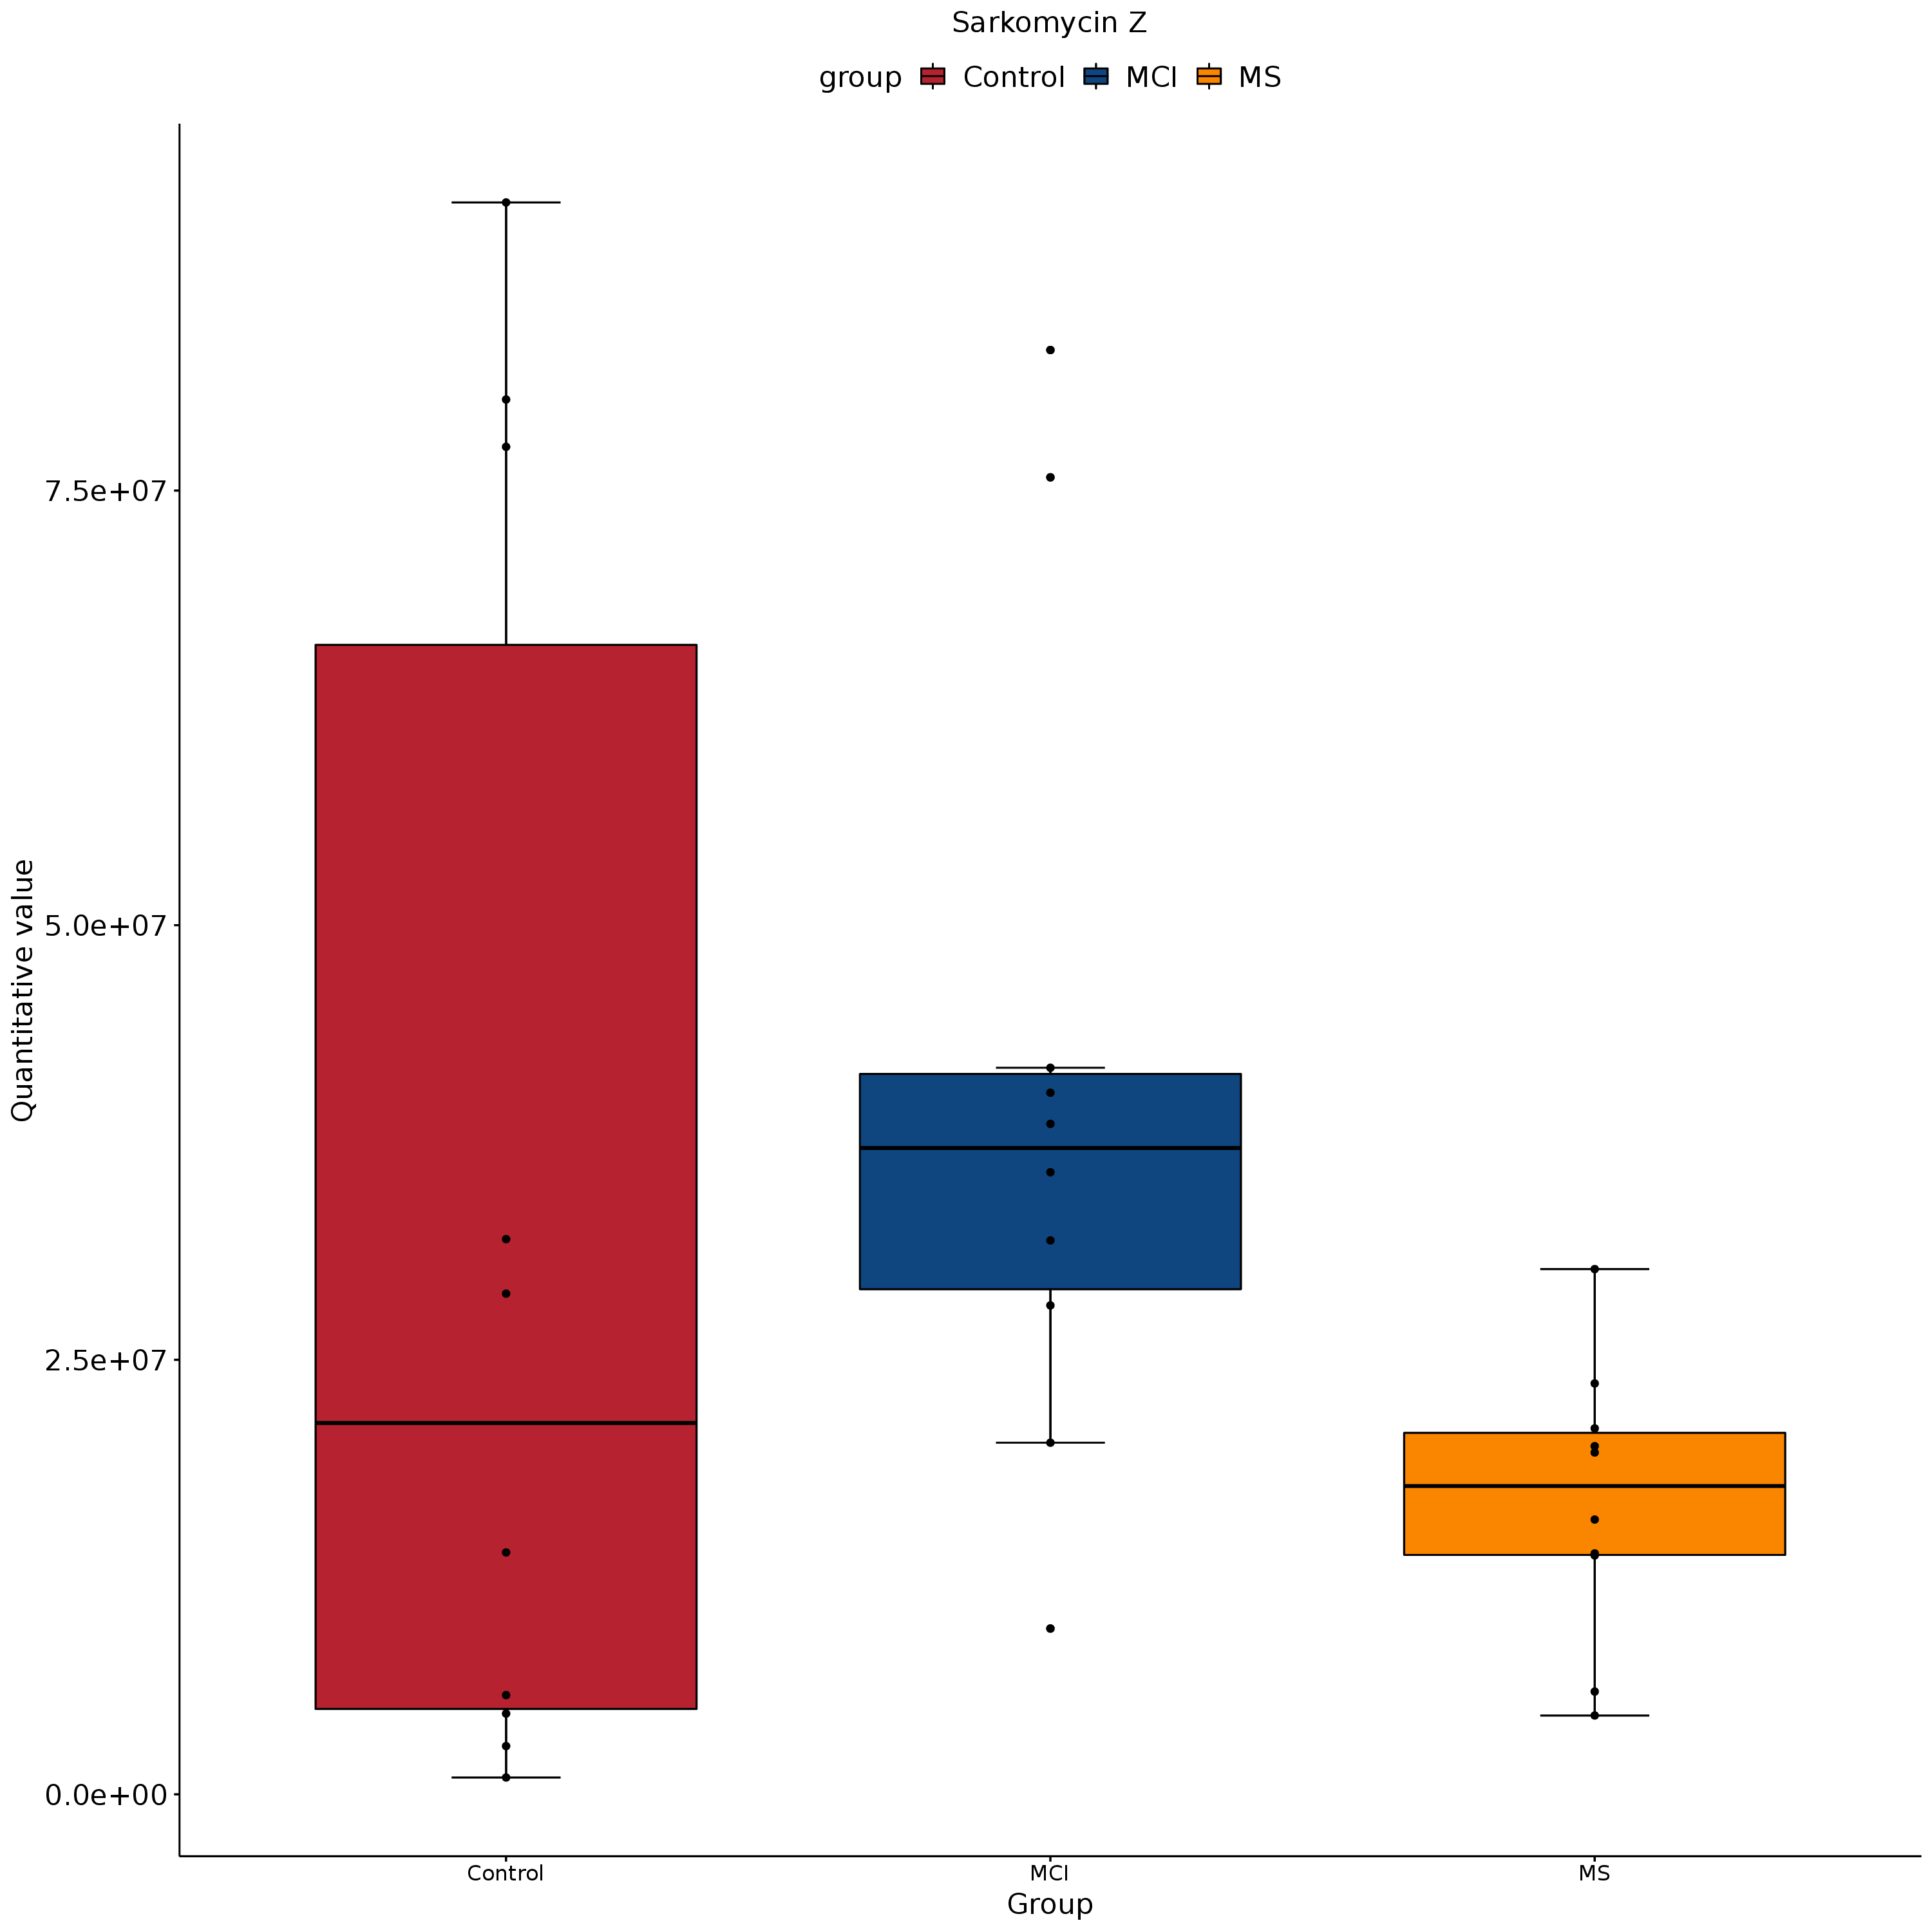 Sarkomycin Z
group Control MCI MS
Quantitative value
7.5e+07
5.0e+07
2.5e+07
0.0e+00
Control MCI MS
Group